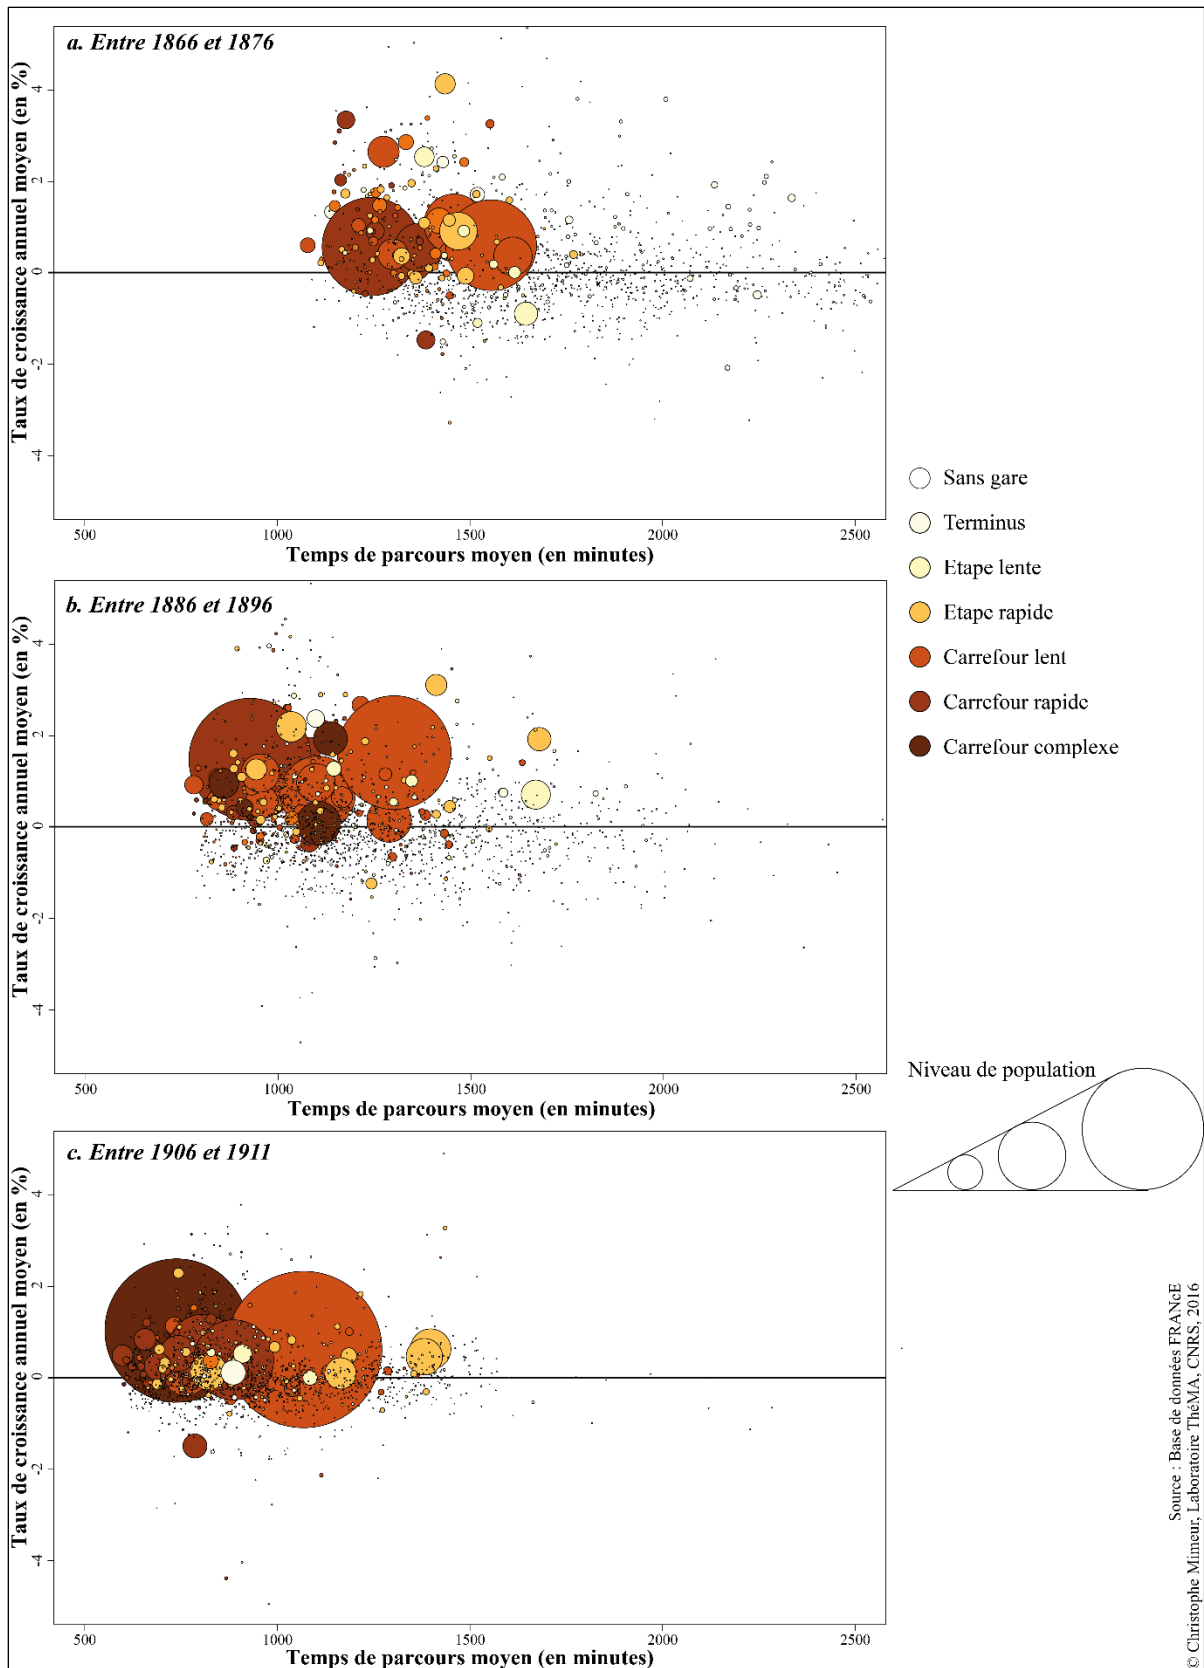 a. Entre 1866 et 1876
Taux de croissance annuel moyen (en %)
4
2
0
-2
-4
500
1000
1500
2000
2500
Temps de parcours moyen (en minutes)
Sans gare
Terminus
Etape lente
Etape rapide
Carrefour lent
Carrefour rapide
Carrefour complexe
b. Entre 1886 et 1896
Taux de croissance annuel moyen (en %)
4
2
0
-2
-4
500
1000
1500
2000
2500
Temps de parcours moyen (en minutes)
Niveau de population
c. Entre 1906 et 1911
Taux de croissance annuel moyen (en %)
4
2
0
-2
-4
500
1000
1500
2000
2500
Temps de parcours moyen (en minutes)
Source : Base de données FRANcE
© Christophe Mimeur, Laboratoire ThéMA, CNRS, 2016